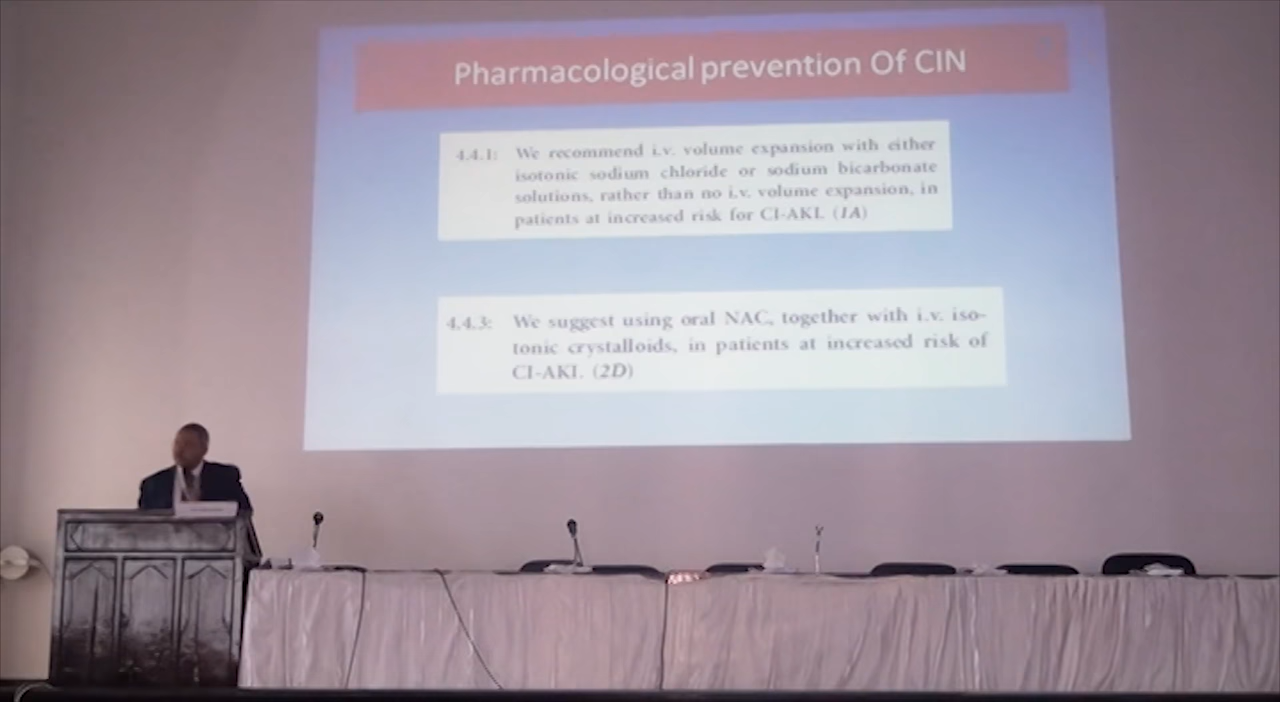 Pharmacological prevention Of CIN
4.4.1: We recommend i.v. volume expansion with either
isotonic sodium chloride or sodium bicarbonate
solutions, rather than no i.v. volume expansion, in
patients at increased risk for CI-AKI. (1A)
4.4.3: We suggest using oral NAC, together with i.v. iso-
tonic crystalloids, in patients at increased risk of
CI-AKI. (2D)